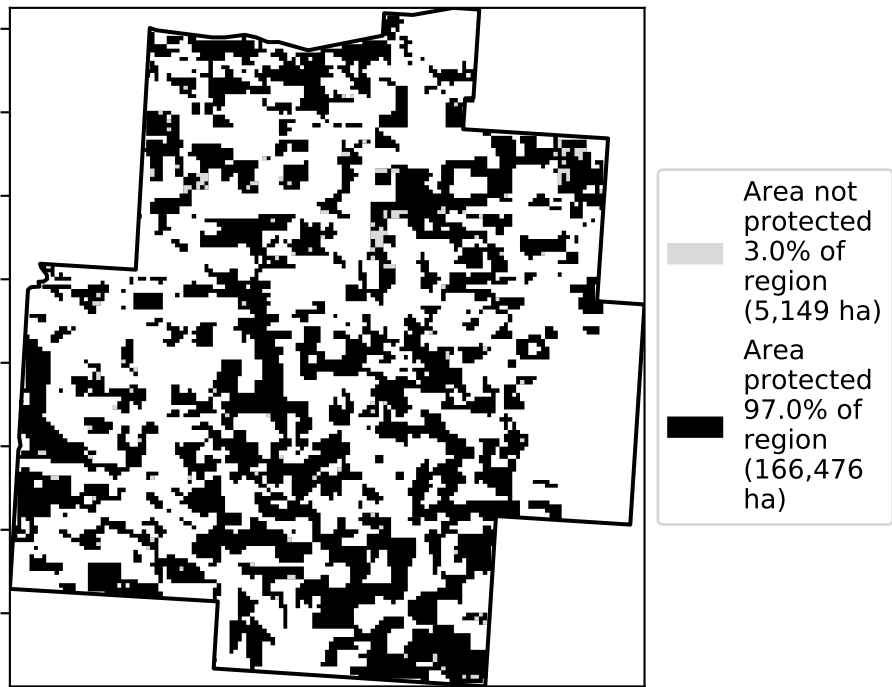 Area not
protected
3.0% of
region
(5,149 ha)
Area
protected
97.0% of
region
(166,476
ha)